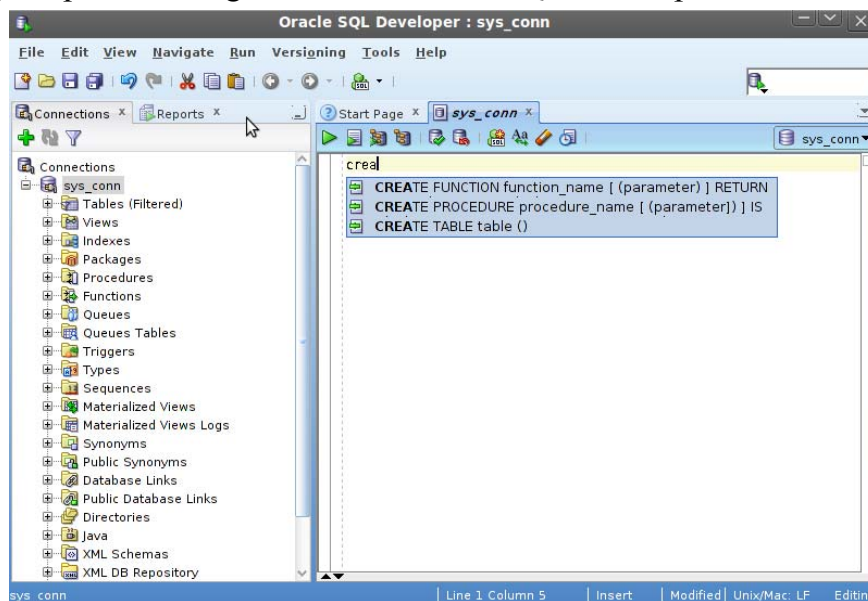 Oracle SQL Developer : sys_conn
File Edit View Navigate Run Versioning Tools Help
Connections Reports
Start Page sys_conn
sys_conn
Connections
sys_conn
Tables (Filtered)
Views
Indexes
Packages
Procedures
Functions
Queues
Queues Tables
Triggers
Types
Sequences
Materialized Views
Materialized Views Logs
Synonyms
Public Synonyms
Database Links
Public Database Links
Directories
Java
XML Schemas
XML DB Repository
crea
CREATE FUNCTION function_name [ (parameter) ] RETURN
CREATE PROCEDURE procedure_name [ (parameter]) ] IS
CREATE TABLE table ()
sys_conn Line 1 Column 5 Insert Modified Unix/Mac: LF Editin